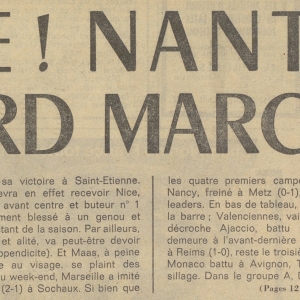 E! NANT
RD MARC
sa victoire à Saint-Etienne.
evra en effet recevoir Nice,
avant centre et buteur n° 1
ment blessé à un genou et
stant de la saison. Par ailleurs,
et alité, va peut-être devoir
ppendicite). Et Maas, à peine
e au visage, se plaint des
u week-end, Marseille a imité
(2-1) à Sochaux. Si bien que
les quatre premiers camp
Nancy, freiné à Metz (0-1),
leaders. En bas de tableau,
la barre ; Valenciennes, vai
décroche Ajaccio, battu
demeure à l'avant-dernière
à Reims (1-0), reste le troisiè
Monaco battu à Avignon, T
sillage. Dans le groupe A, l
(Pages 12